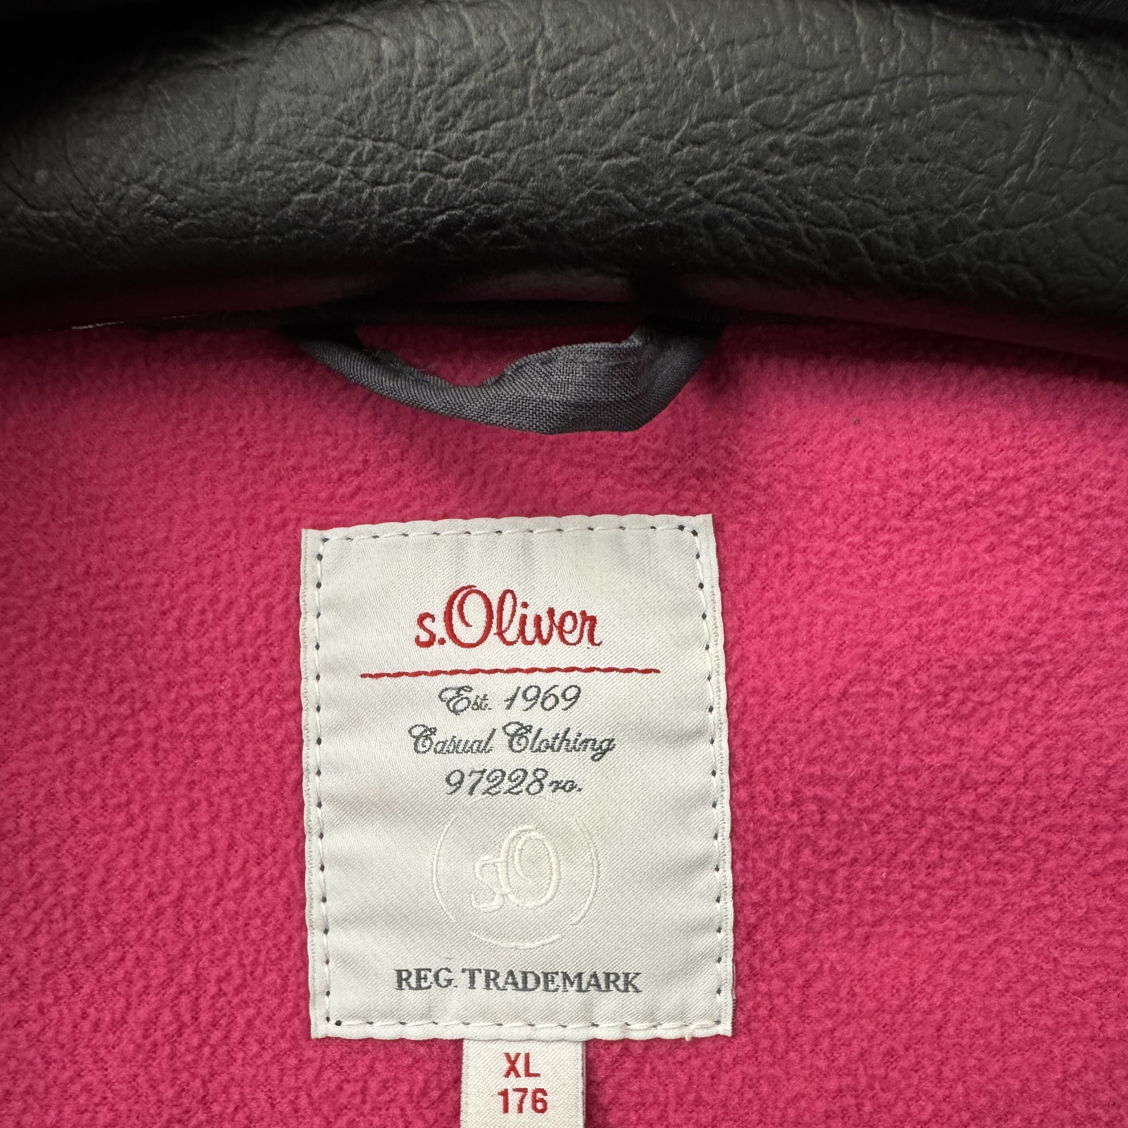 s.Oliver
Est. 1969
Casual Clothing
97228 ro.
sO
REG. TRADEMARK
XL
176